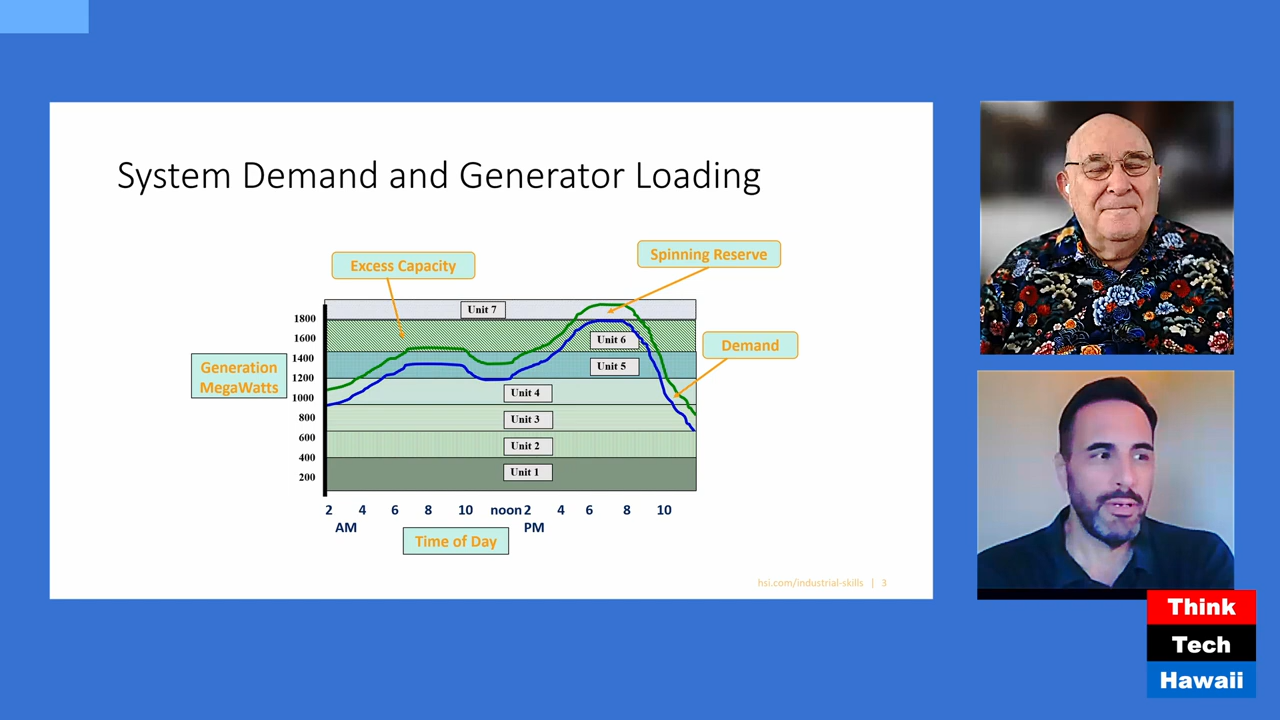 System Demand and Generator Loading
Excess Capacity
Spinning Reserve
Demand
Generation
MegaWatts
1800
1600
1400
1200
1000
800
600
400
200
Unit 7
Unit 6
Unit 5
Unit 4
Unit 3
Unit 2
Unit 1
2 4 6 8 10 noon 2 4 6 8 10
AM PM
Time of Day
hsi.com/industrial-skills | 3
Think
Tech
Hawaii